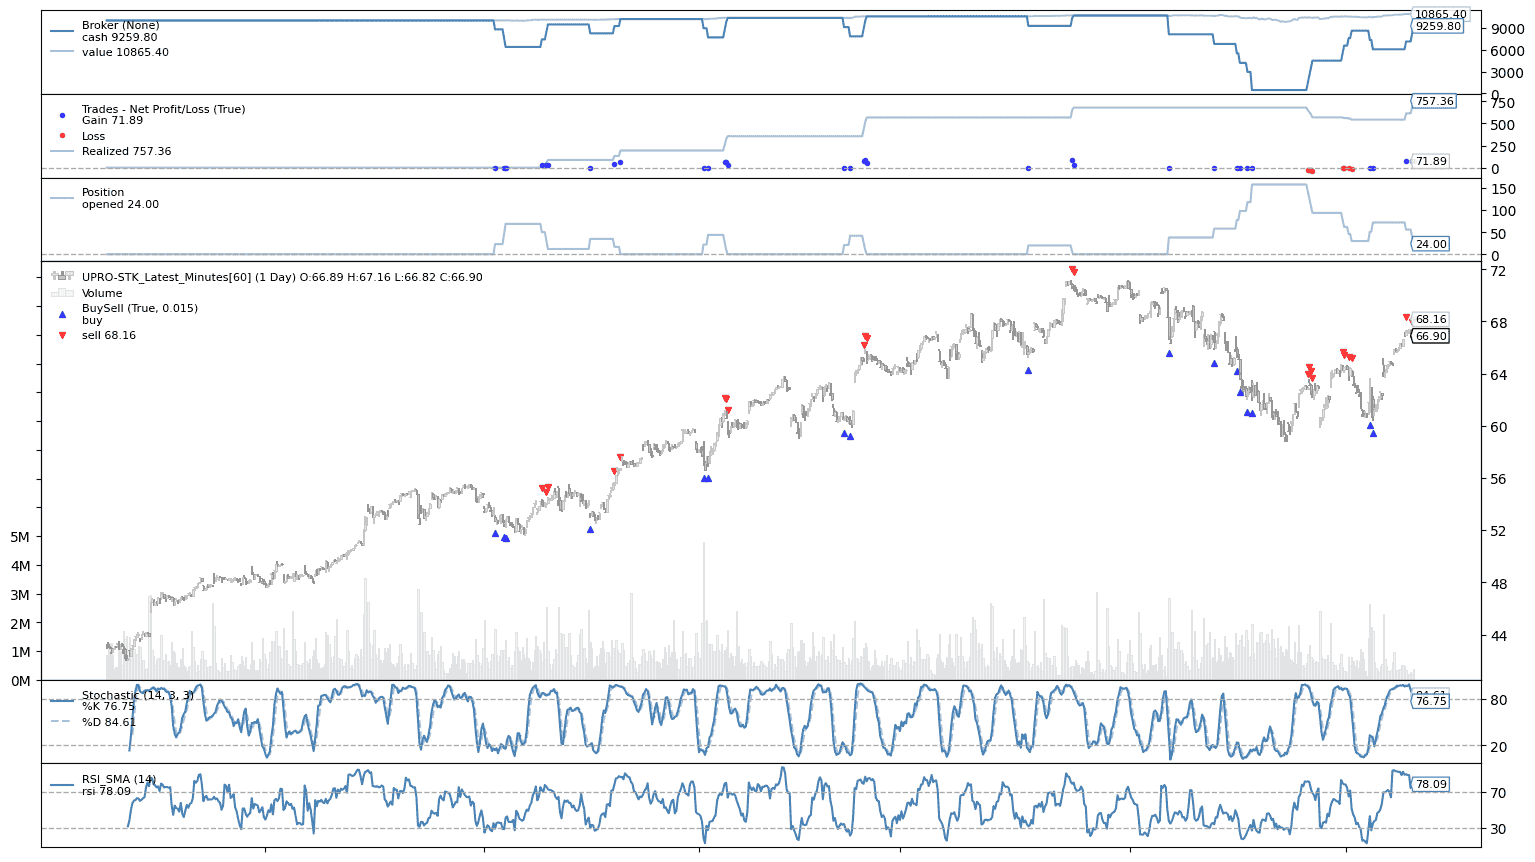 Broker (None)
cash 9259.80
value 10865.40
10865.40
9259.80
9000
6000
3000
0
Trades - Net Profit/Loss (True)
Gain 71.89
Loss
Realized 757.36
757.36
750
500
250
71.89
0
Position
opened 24.00
150
100
50
24.00
0
UPRO-STK_Latest_Minutes[60] (1 Day) O:66.89 H:67.16 L:66.82 C:66.90
Volume
BuySell (True, 0.015)
buy
sell 68.16
72
68.16
68
66.90
64
60
56
52
48
44
5M
4M
3M
2M
1M
0M
Stochastic (14, 3, 3)
%K 76.75
%D 84.61
84.61
80
76.75
20
RSI_SMA (14)
rsi 78.09
78.09
70
30